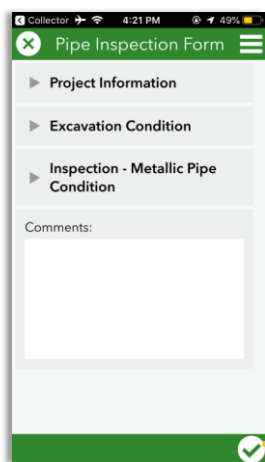 Collector 4:21 PM 49%
Pipe Inspection Form
Project Information
Excavation Condition
Inspection - Metallic Pipe
Condition
Comments: